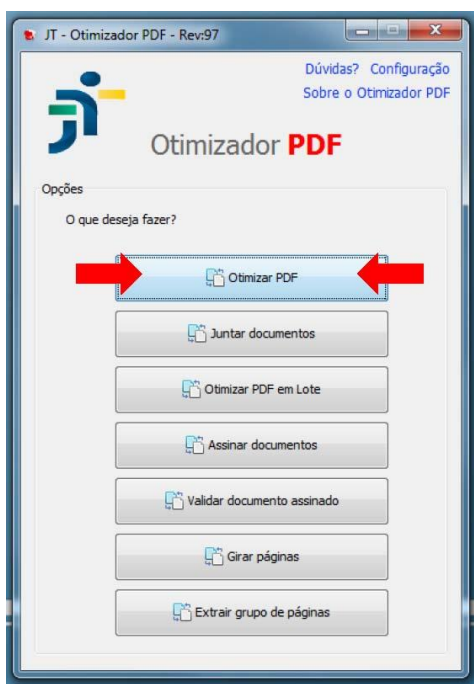 JT - Otimizador PDF - Rev:97
Dúvidas? Configuração
Sobre o Otimizador PDF
Otimizador PDF
Opções
O que deseja fazer?
Otimizar PDF
Juntar documentos
Otimizar PDF em Lote
Assinar documentos
Validar documento assinado
Girar páginas
Extrair grupo de páginas